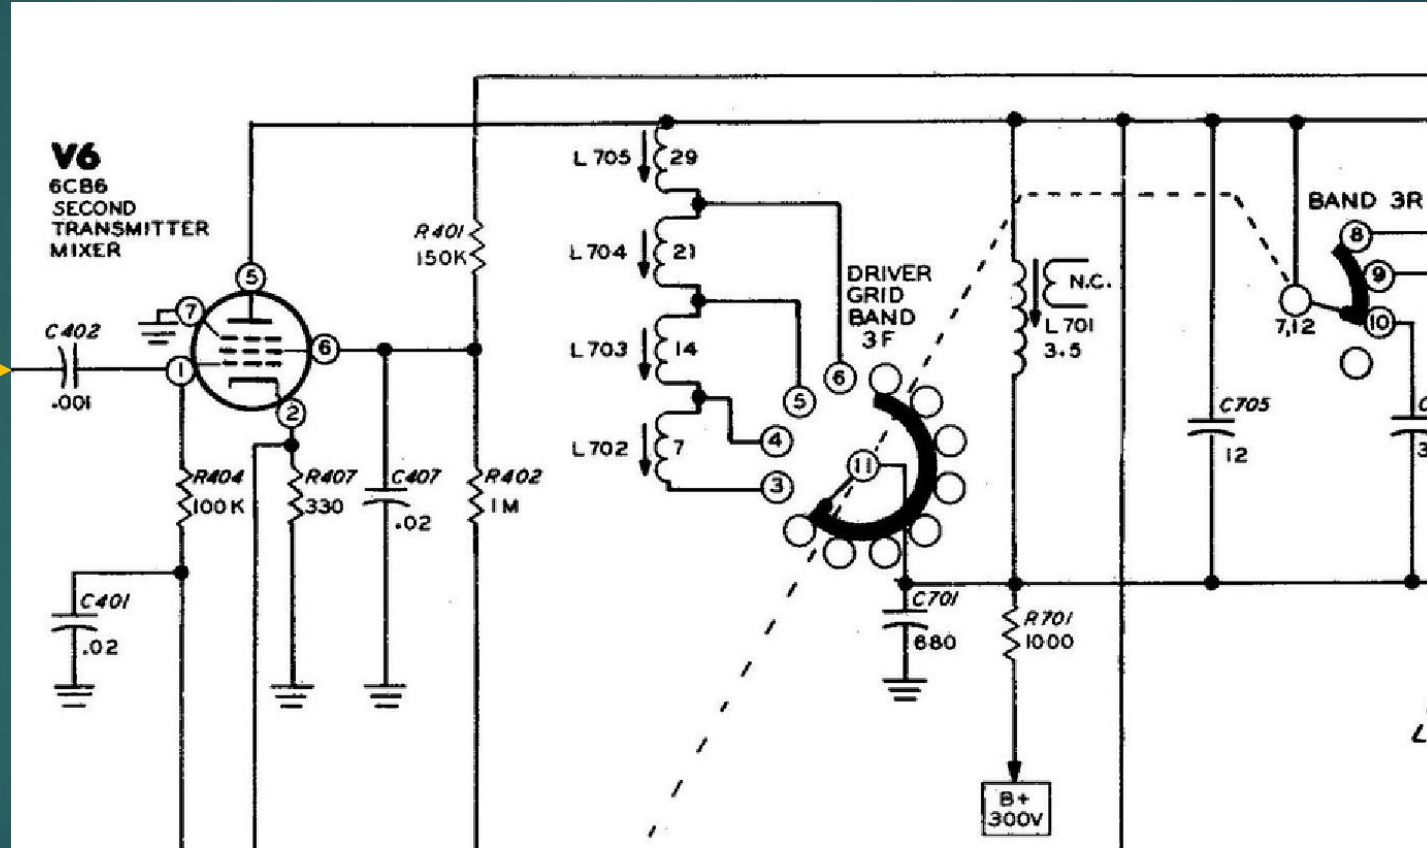 V6
6CB6
SECOND
TRANSMITTER
MIXER
C402
.001
7
5
1
6
2
R401
150K
R404
100K
R407
330
C407
.02
R402
1M
C401
.02
L705
29
L704
21
L703
14
L702
7
DRIVER
GRID
BAND
3F
6
5
4
3
11
C701
680
N.C.
L701
3.5
R701
1000
B+
300V
C705
12
BAND 3R
8
9
10
7,12
C
3
L